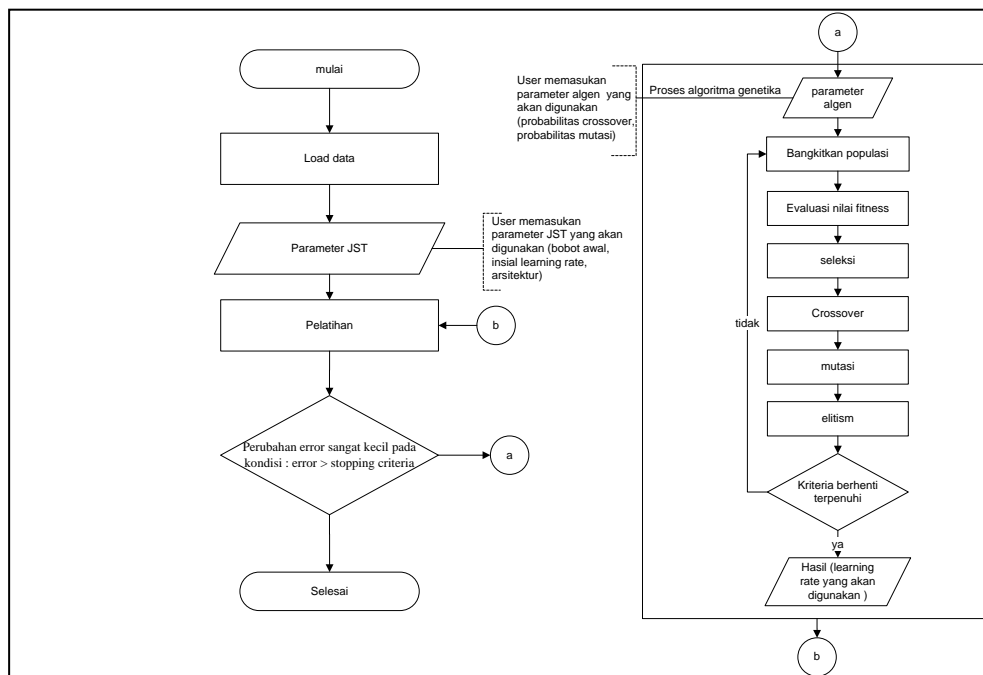 mulai
Load data
Parameter JST
User memasukan
parameter JST yang akan
digunakan (bobot awal,
insial learning rate,
arsitektur)
Pelatihan
b
Perubahan error sangat kecil pada
kondisi : error > stopping criteria
a
Selesai
a
User memasukan
parameter algen yang
akan digunakan
(probabilitas crossover,
probabilitas mutasi)
Proses algoritma genetika
parameter
algen
Bangkitkan populasi
Evaluasi nilai fitness
seleksi
Crossover
tidak
mutasi
elitism
Kriteria berhenti
terpenuhi
ya
Hasil (learning
rate yang akan
digunakan )
b